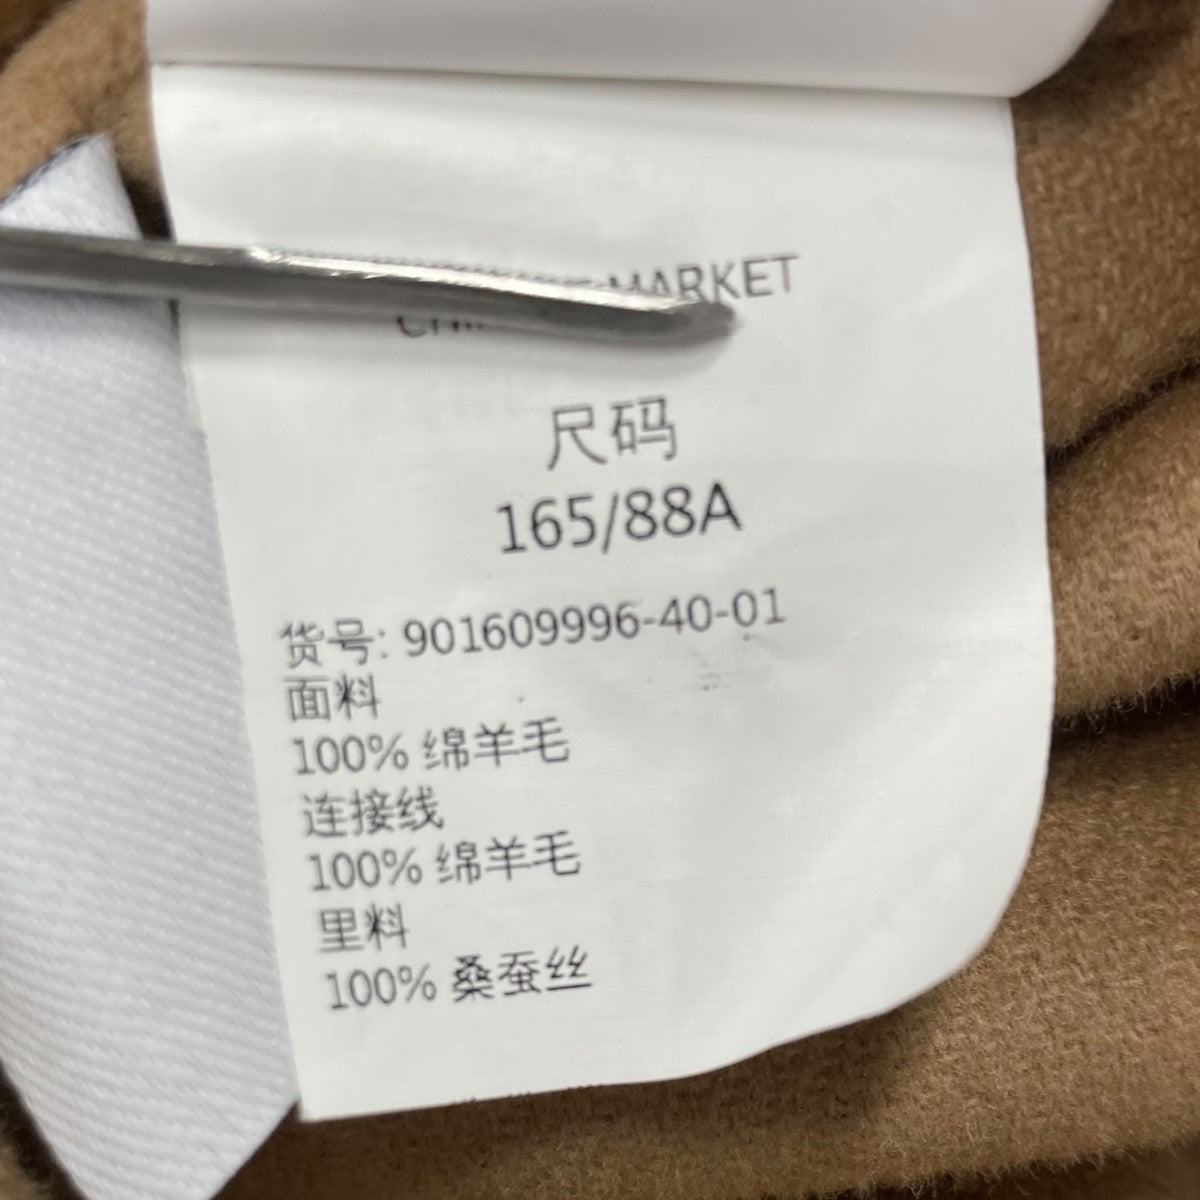 MARKET
尺码
165/88A
货号: 901609996-40-01
面料
100% 绵羊毛
连接线
100% 绵羊毛
里料
100% 桑蚕丝